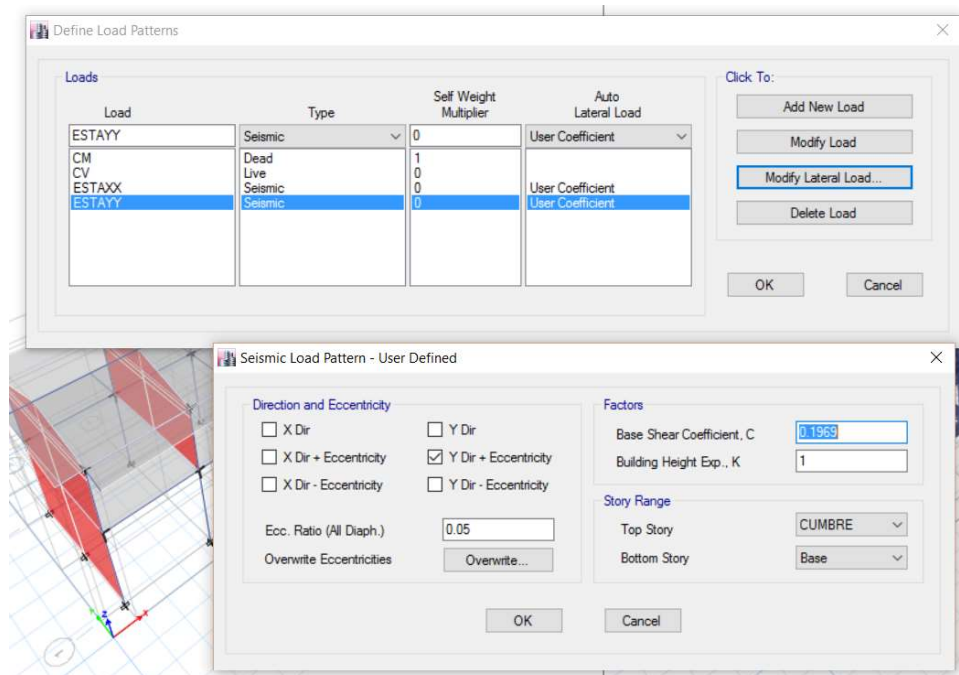 Define Load Patterns
Loads
Click To:
Load
Type
Self Weight
Multiplier
Auto
Lateral Load
ESTAYY Seismic 0 User Coefficient
CM Dead 1
CV Live 0
ESTAXX Seismic 0 User Coefficient
ESTAYY Seismic 0 User Coefficient
Add New Load
Modify Load
Modify Lateral Load...
Delete Load
OK Cancel
Seismic Load Pattern - User Defined
Direction and Eccentricity
X Dir Y Dir
X Dir + Eccentricity Y Dir + Eccentricity
X Dir - Eccentricity Y Dir - Eccentricity
Ecc. Ratio (All Diaph.) 0.05
Overwrite Eccentricities Overwrite...
Factors
Base Shear Coefficient, C 0.1969
Building Height Exp., K 1
Story Range
Top Story CUMBRE
Bottom Story Base
OK Cancel
Z
X